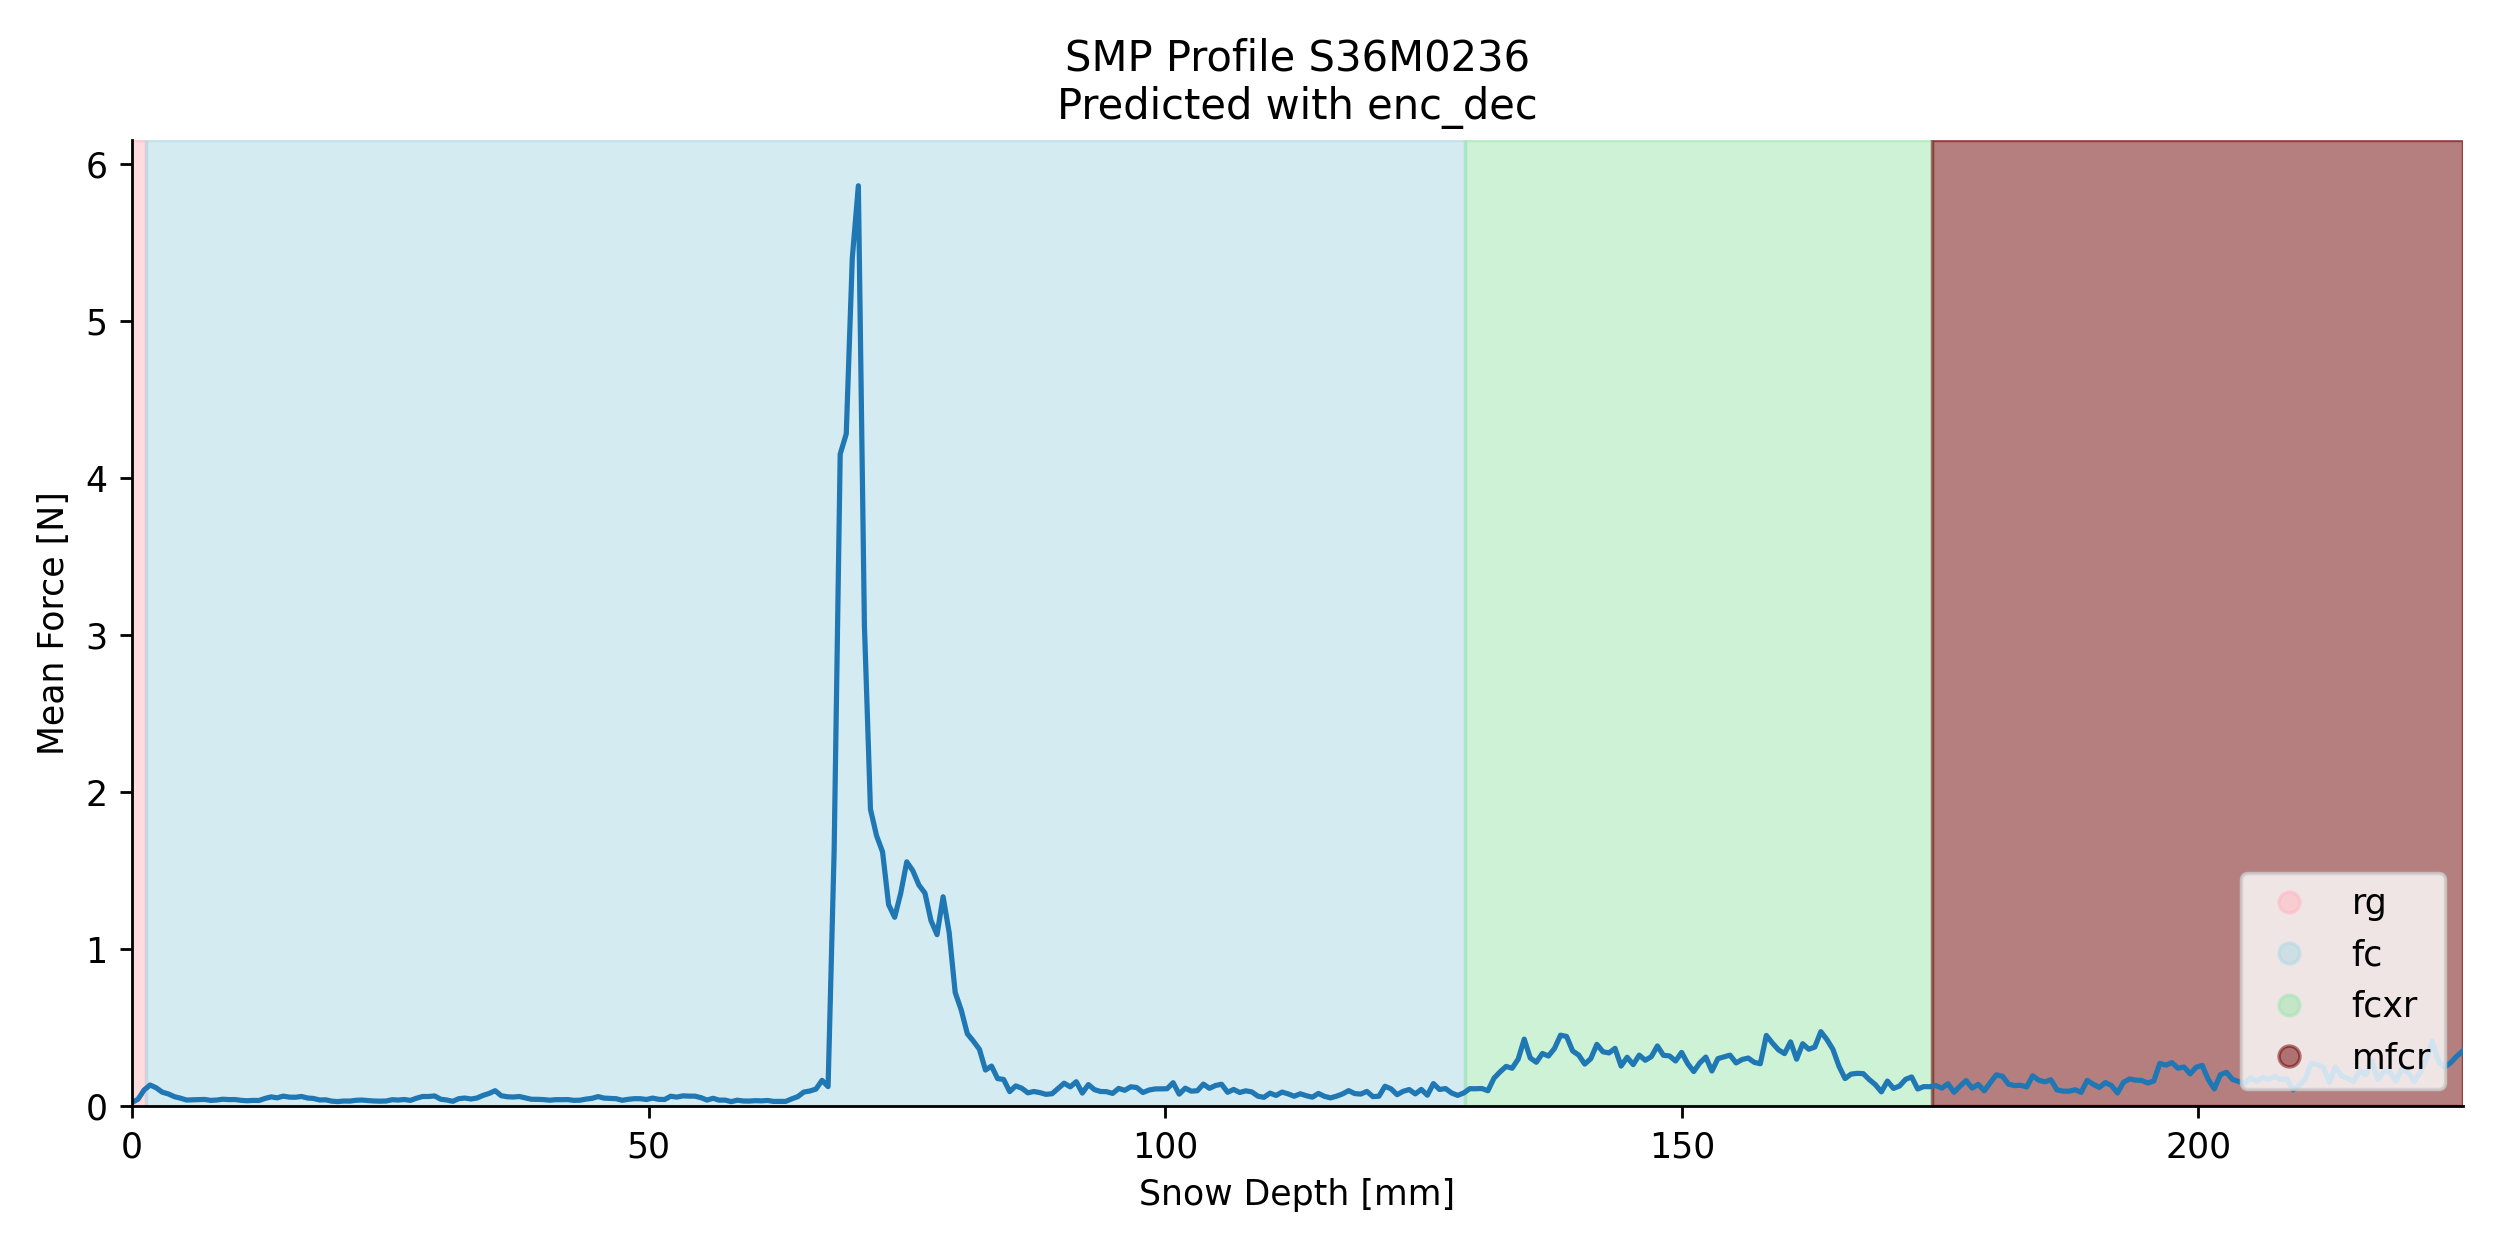 SMP Profile S36M0236
Predicted with enc_dec
6
5
4
3
2
1
0
Mean Force [N]
0 50 100 150 200
Snow Depth [mm]
rg
fc
fcxr
mfcr